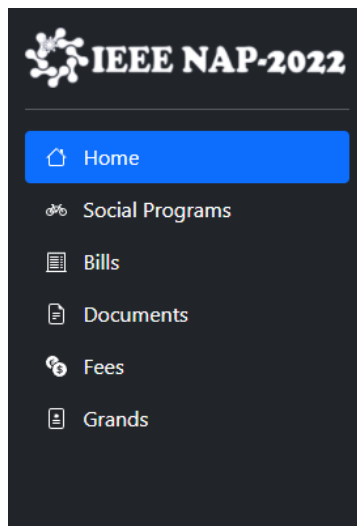 IEEE NAP-2022
Home
Social Programs
Bills
Documents
Fees
Grands